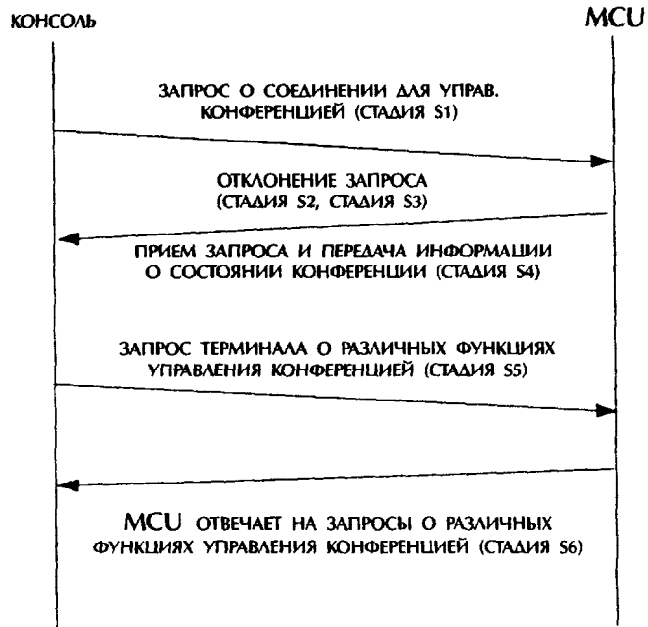 КОНСОЛЬ
MCU
ЗАПРОС О СОЕДИНЕНИИ ДЛЯ УПРАВ.
КОНФЕРЕНЦИЕЙ (СТАДИЯ S1)
ОТКЛОНЕНИЕ ЗАПРОСА
(СТАДИЯ S2, СТАДИЯ S3)
ПРИЕМ ЗАПРОСА И ПЕРЕДАЧА ИНФОРМАЦИИ
О СОСТОЯНИИ КОНФЕРЕНЦИИ (СТАДИЯ S4)
ЗАПРОС ТЕРМИНАЛА О РАЗЛИЧНЫХ ФУНКЦИЯХ
УПРАВЛЕНИЯ КОНФЕРЕНЦИЕЙ (СТАДИЯ S5)
MCU ОТВЕЧАЕТ НА ЗАПРОСЫ О РАЗЛИЧНЫХ
ФУНКЦИЯХ УПРАВЛЕНИЯ КОНФЕРЕНЦИЕЙ (СТАДИЯ S6)